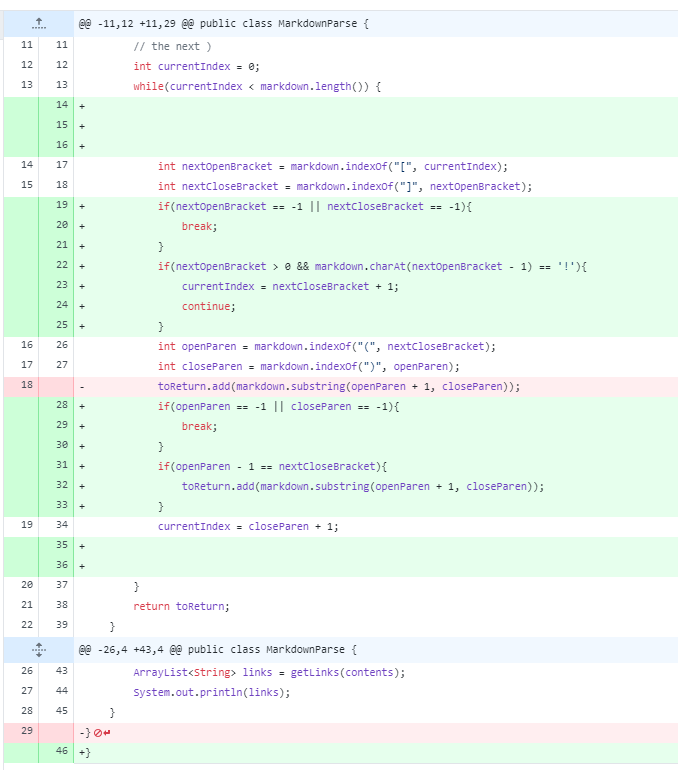 @@ -11,12 +11,29 @@ public class MarkdownParse {
11 11 // the next )
12 12 int currentIndex = 0;
13 13 while(currentIndex < markdown.length()) {
14 +
15 +
16 +
14 17 int nextOpenBracket = markdown.indexOf("[", currentIndex);
15 18 int nextCloseBracket = markdown.indexOf("]", nextOpenBracket);
19 + if(nextOpenBracket == -1 || nextCloseBracket == -1){
20 + break;
21 + }
22 + if(nextOpenBracket > 0 && markdown.charAt(nextOpenBracket - 1) == '!'){
23 + currentIndex = nextCloseBracket + 1;
24 + continue;
25 + }
16 26 int openParen = markdown.indexOf("(", nextCloseBracket);
17 27 int closeParen = markdown.indexOf(")", openParen);
18 - toReturn.add(markdown.substring(openParen + 1, closeParen));
28 + if(openParen == -1 || closeParen == -1){
29 + break;
30 + }
31 + if(openParen - 1 == nextCloseBracket){
32 + toReturn.add(markdown.substring(openParen + 1, closeParen));
33 + }
19 34 currentIndex = closeParen + 1;
35 +
36 +
20 37 }
21 38 return toReturn;
22 39 }
@@ -26,4 +43,4 @@ public class MarkdownParse {
26 43 ArrayList<String> links = getLinks(contents);
27 44 System.out.println(links);
28 45 }
29 -}
46 +}